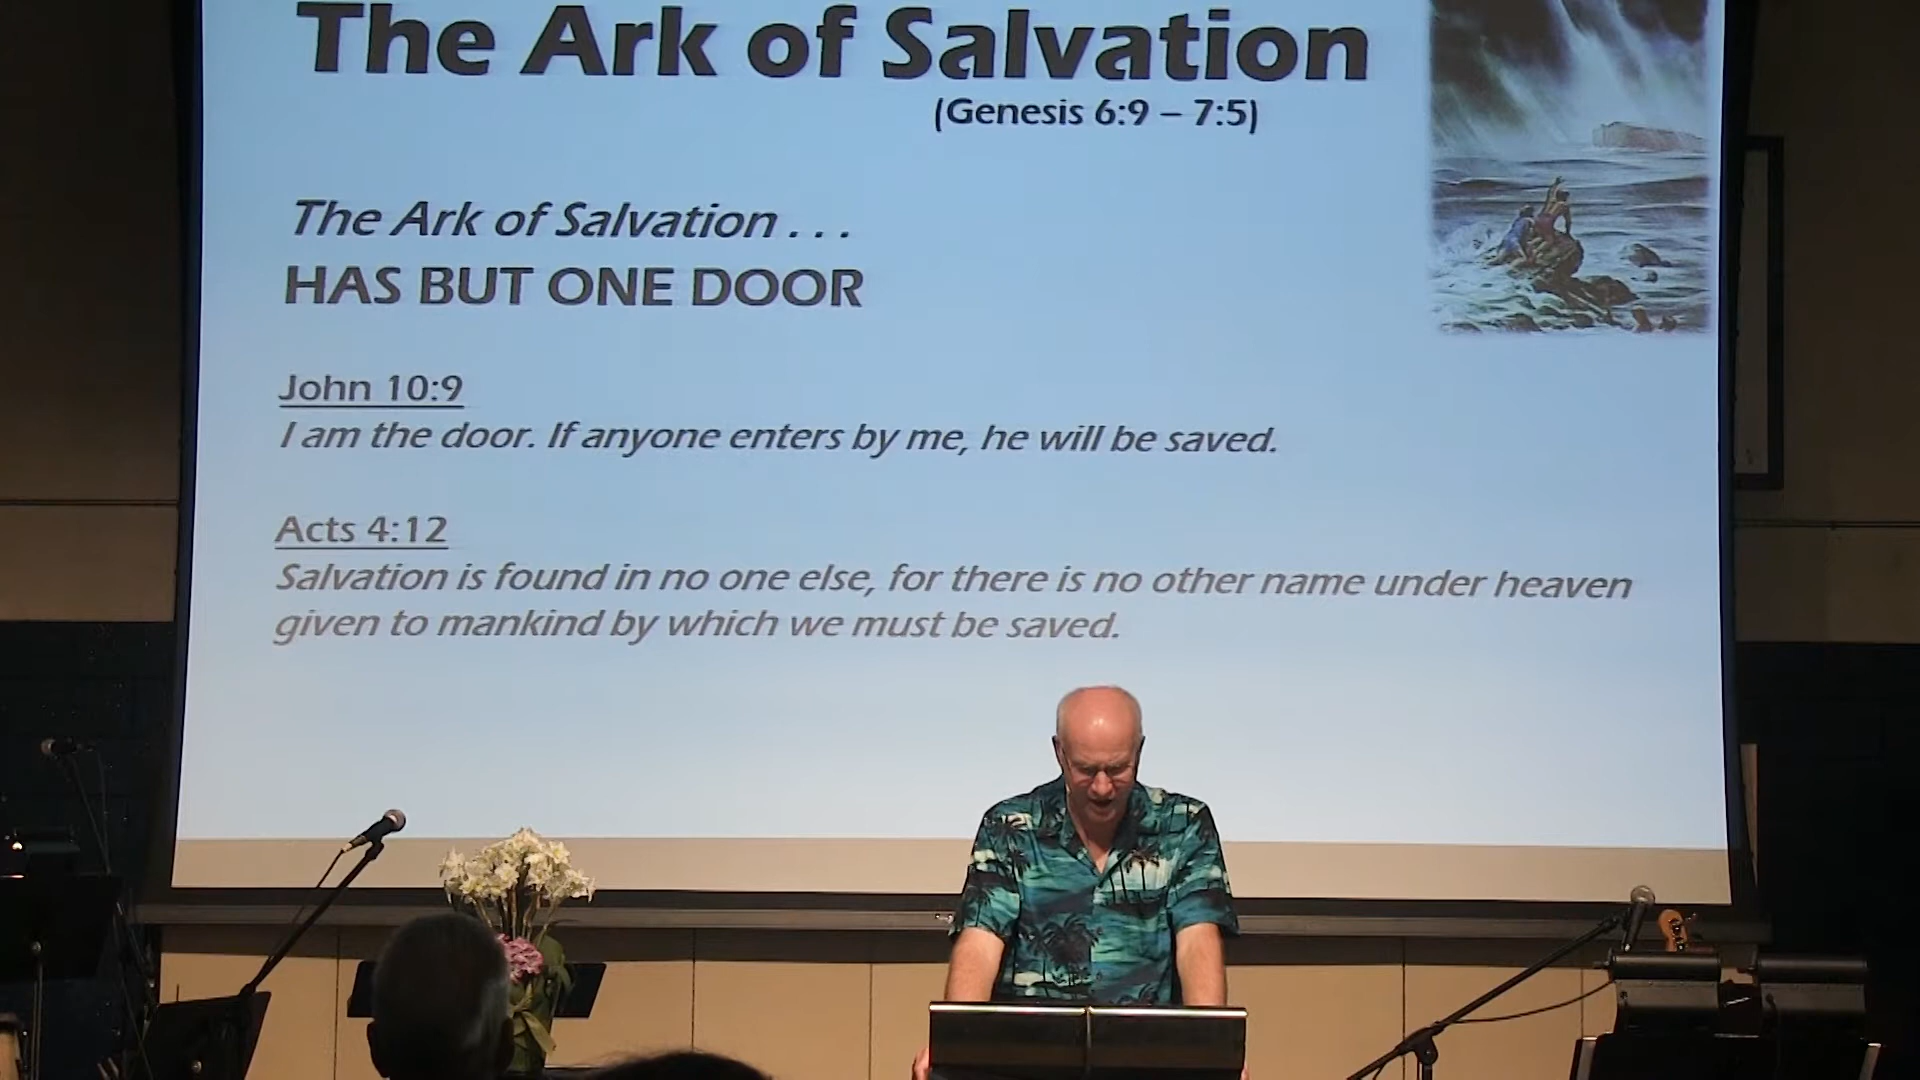 The Ark of Salvation
(Genesis 6:9 – 7:5)
The Ark of Salvation . . .
HAS BUT ONE DOOR
John 10:9
I am the door. If anyone enters by me, he will be saved.
Acts 4:12
Salvation is found in no one else, for there is no other name under heaven
given to mankind by which we must be saved.